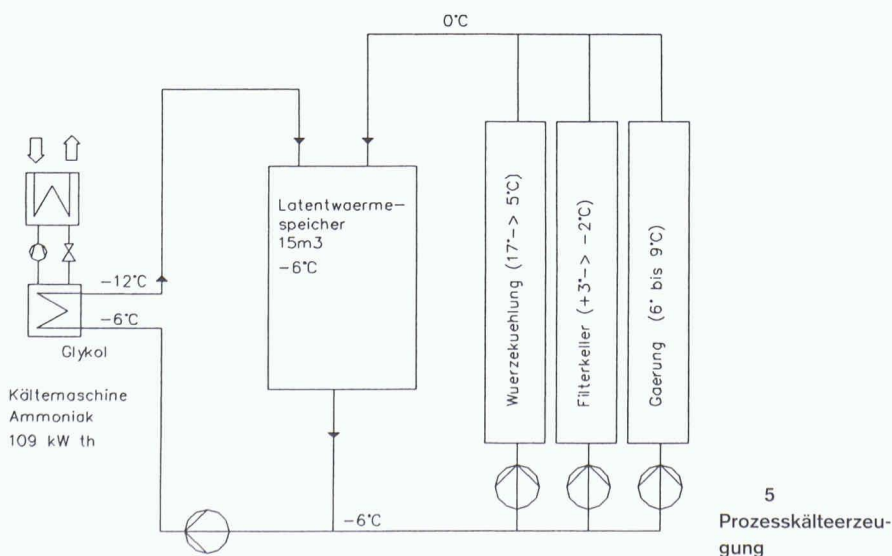 0°C
Latentwaerme-
speicher
15m3
-6°C
-12°C
-6°C
Glykol
Kältemaschine
Ammoniak
109 kW th
Wuerzekuehlung (17°-> 5°C)
Filterkeller (+3°-> -2°C)
Gaerung (6° bis 9°C)
-6°C
5
Prozesskälteerzeu-
gung